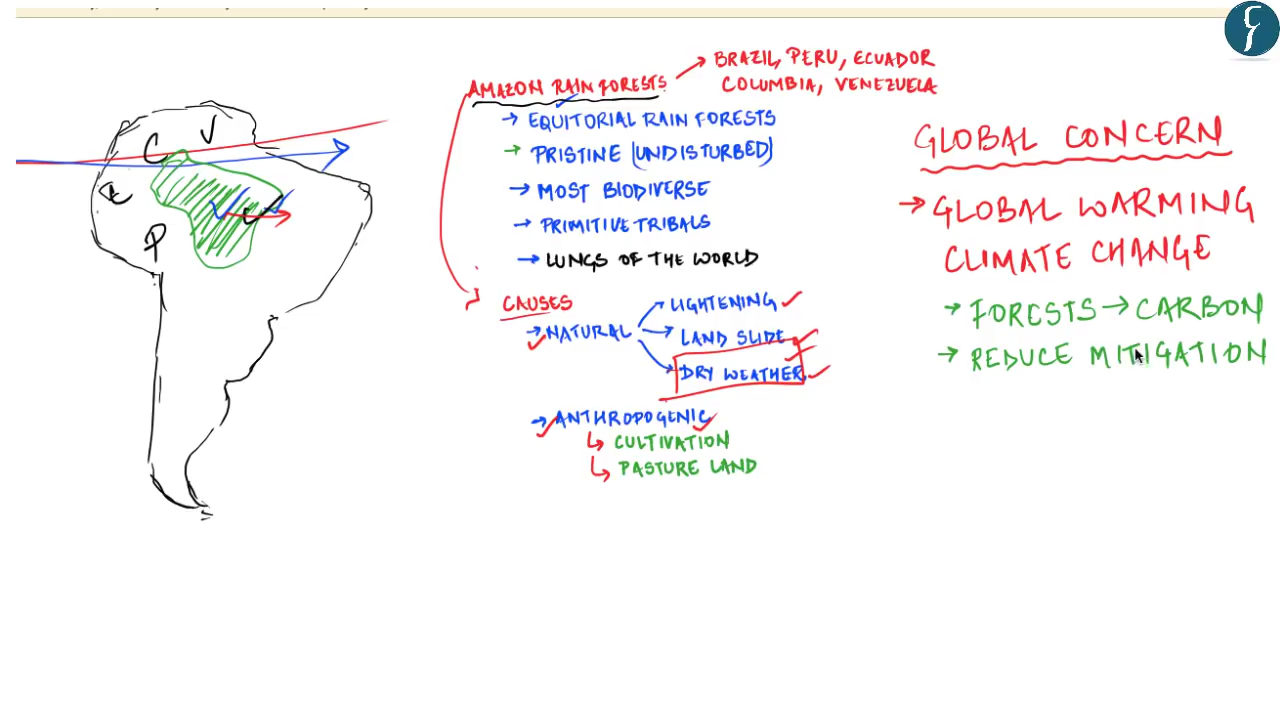 AMAZON RAIN FORESTS
BRAZIL, PERU, ECUADOR
COLUMBIA, VENEZUELA
→ EQUITORIAL RAIN FORESTS
→ PRISTINE (UNDISTURBED)
→ MOST BIODIVERSE
→ PRIMITIVE TRIBALS
→ LUNGS OF THE WORLD
CAUSES
→ NATURAL
LIGHTENING
LAND SLIDE
DRY WEATHER
→ ANTHROPOGENIC
CULTIVATION
PASTURE LAND
GLOBAL CONCERN
→ GLOBAL WARMING
CLIMATE CHANGE
→ FORESTS → CARBON
→ REDUCE MITIGATION
C
V
E
P